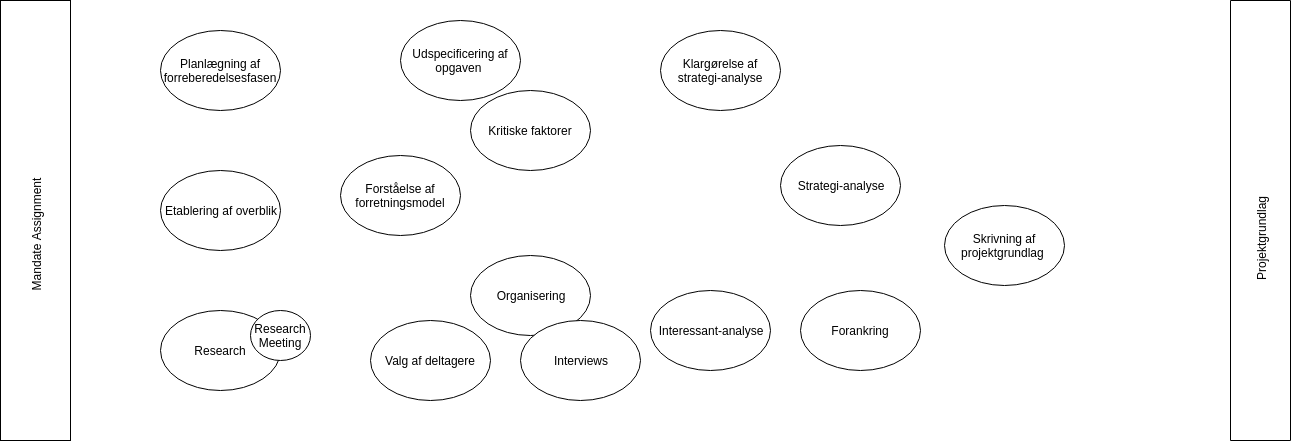 Mandate Assignment
Planlægning af
forreberedelsesfasen
Udspecificering af
opgaven
Kritiske faktorer
Klargørelse af
strategi-analyse
Etablering af overblik
Forståelse af
forretningsmodel
Strategi-analyse
Skrivning af
projektgrundlag
Research
Research
Meeting
Organisering
Valg af deltagere
Interviews
Interessant-analyse
Forankring
Projektgrundlag